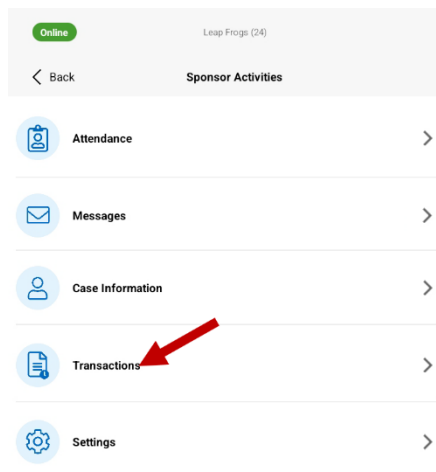 Online
Leap Frogs (24)
Back
Sponsor Activities
Attendance
Messages
Case Information
Transactions
Settings